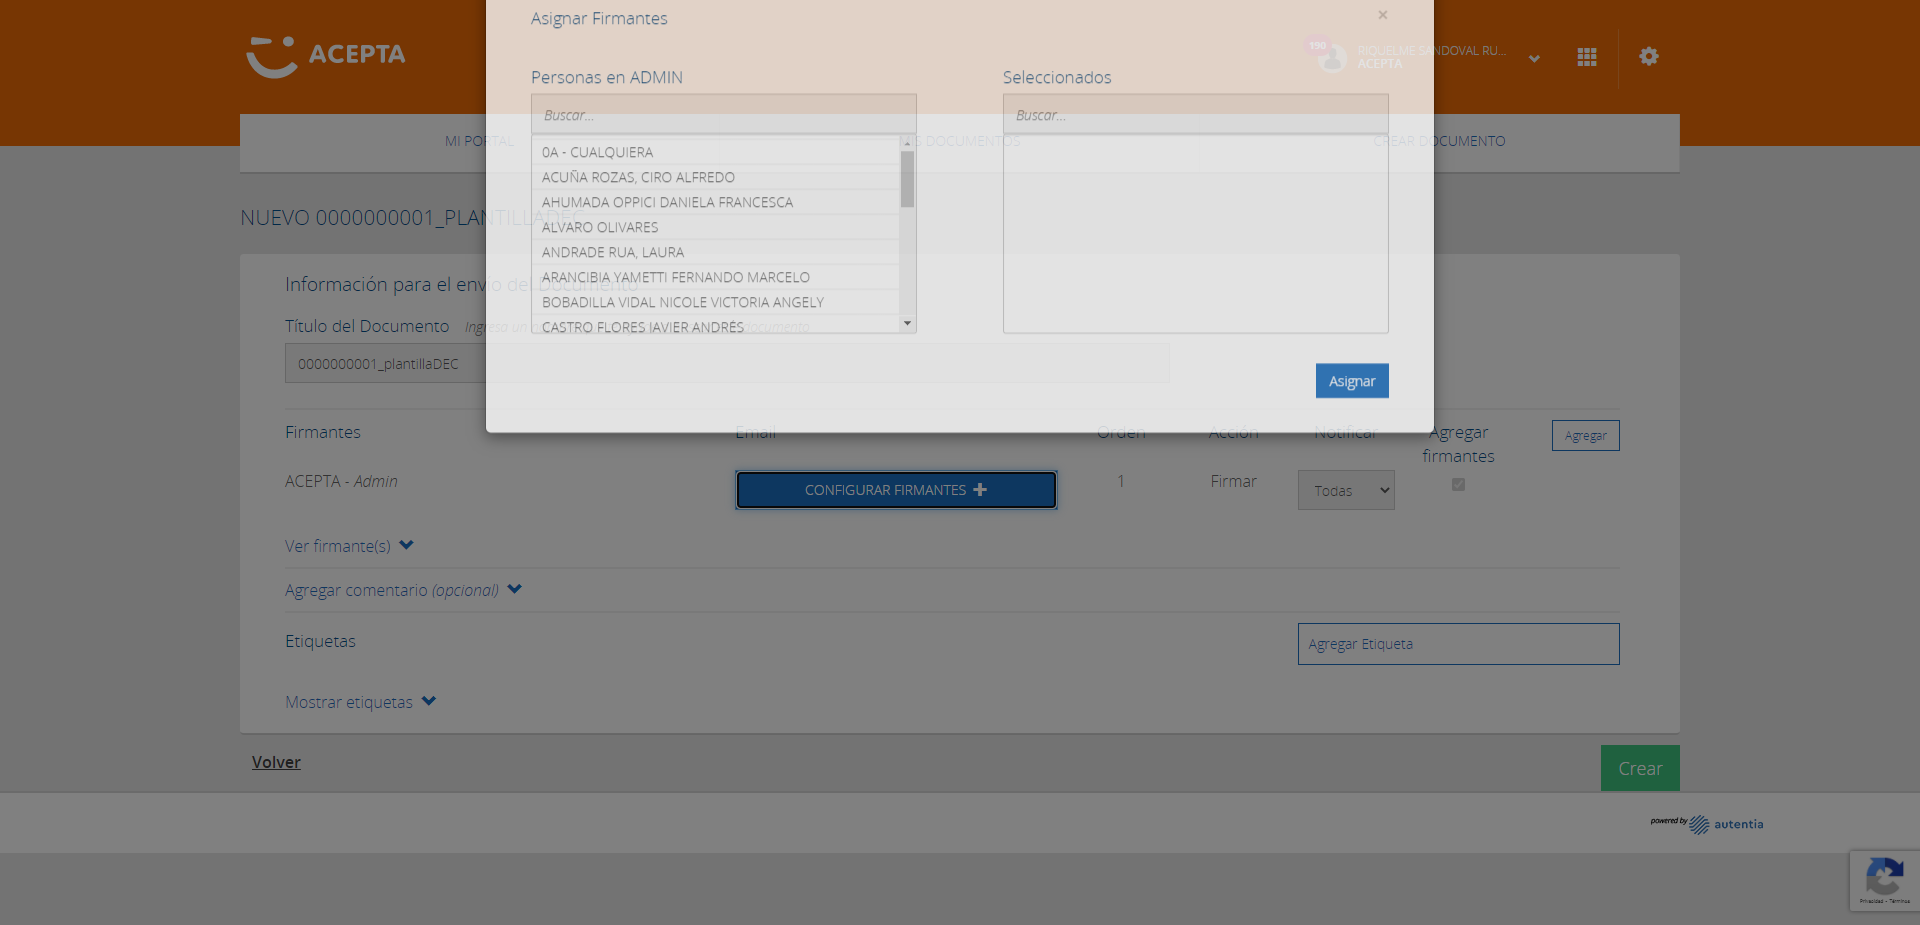 Asignar Firmantes ×
ACEPTA
190
RIQUELME SANDOVAL RU...
ACEPTA
Personas en ADMIN
Seleccionados
Buscar...
Buscar...
MI PORTAL
MIS DOCUMENTOS
CREAR DOCUMENTO
0A - CUALQUIERA
ACUÑA ROZAS, CIRO ALFREDO
AHUMADA OPPICI DANIELA FRANCESCA
ALVARO OLIVARES
ANDRADE RUA, LAURA
ARANCIBIA YAMETTI FERNANDO MARCELO
BOBADILLA VIDAL NICOLE VICTORIA ANGELY
CASTRO FLORES JAVIER ANDRÉS
NUEVO 0000000001_PLANTILLADEC
Información para el envío del Documento
Título del Documento Ingresa un documento
0000000001_plantillaDEC
Asignar
Firmantes
Email
Orden
Acción
Notificar
Agregar
firmantes
Agregar
ACEPTA - Admin
CONFIGURAR FIRMANTES
1
Firmar
Todas
Ver firmante(s)
Agregar comentario (opcional)
Etiquetas
Agregar Etiqueta
Mostrar etiquetas
Volver
Crear
powered by autentia
Privacidad - Términos